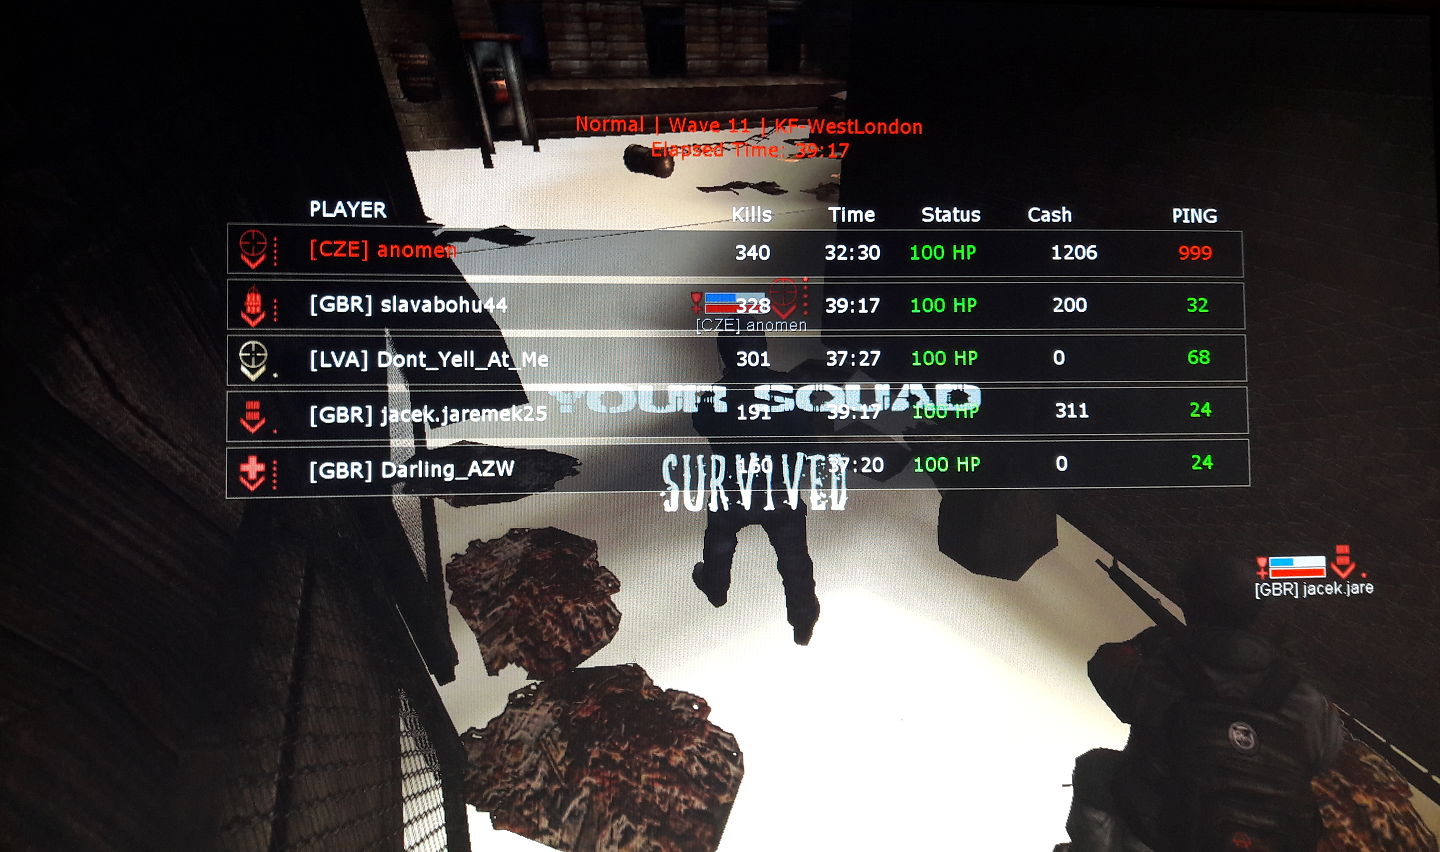 Normal | Wave 11 | KF-WestLondon
Elapsed Time: 39:17
PLAYER Kills Time Status Cash PING
[CZE] anomen 340 32:30 100 HP 1206 999
[GBR] slavabohu44 328 39:17 100 HP 200 32
[CZE] anomen
[LVA] Dont_Yell_At_Me 301 37:27 100 HP 0 68
YOUR SQUAD
[GBR] jacek.jaremek25 191 39:17 100 HP 311 24
[GBR] Darling_AZW 160 37:20 100 HP 0 24
SURVIVED
[GBR] jacek.jare